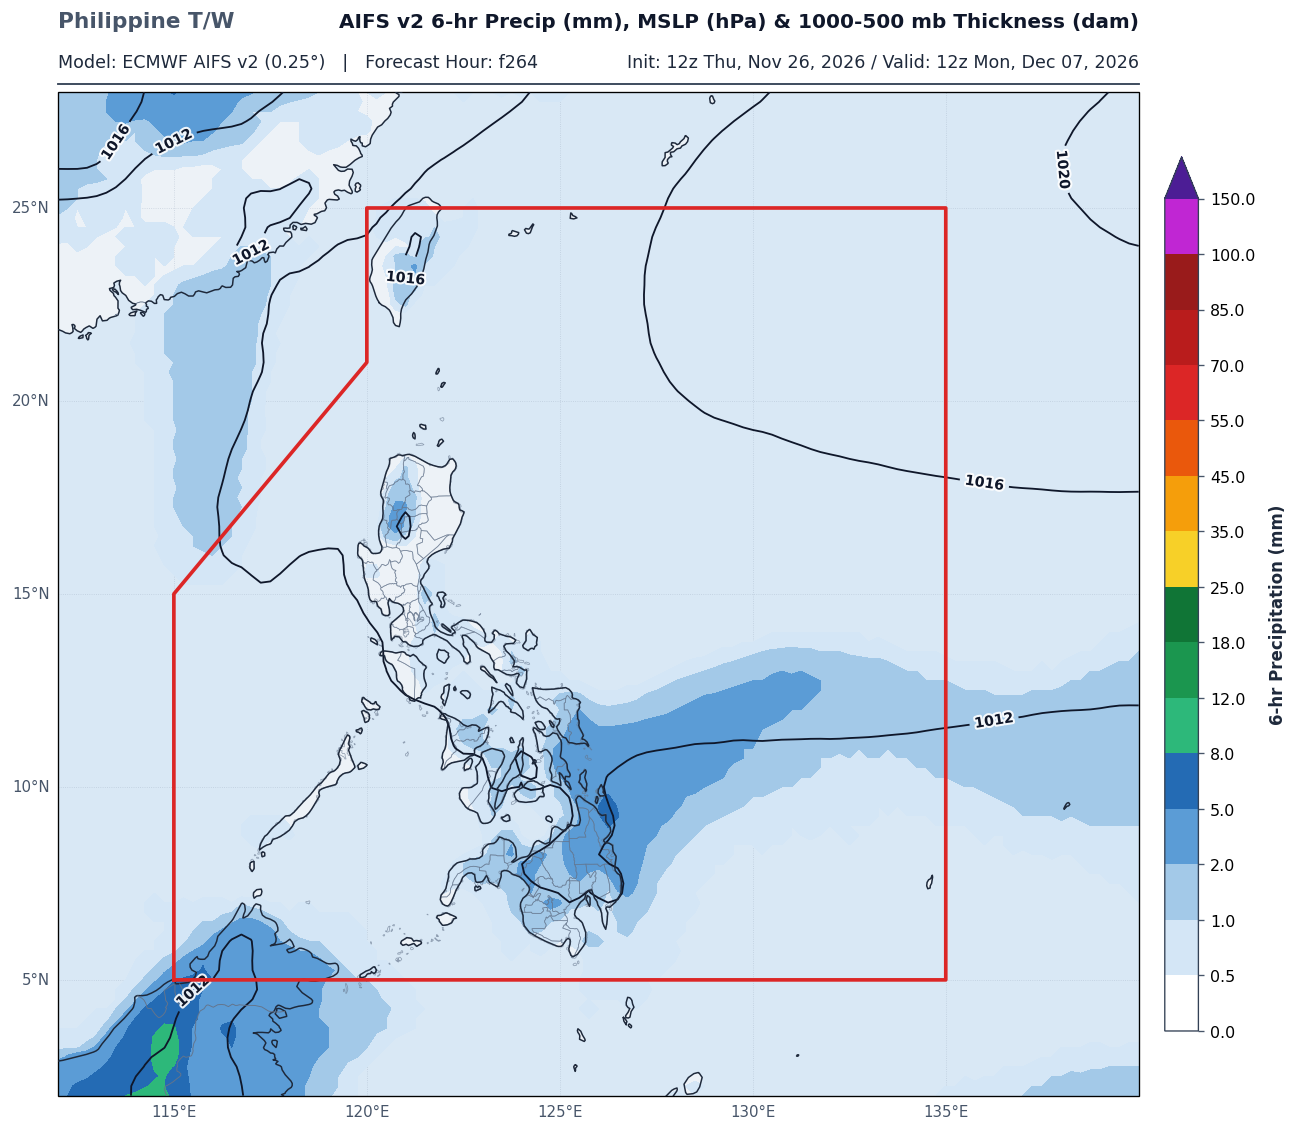 Philippine T/W
AIFS v2 6-hr Precip (mm), MSLP (hPa) & 1000-500 mb Thickness (dam)
Model: ECMWF AIFS v2 (0.25°)   |   Forecast Hour: f264
Init: 12z Thu, Nov 26, 2026 / Valid: 12z Mon, Dec 07, 2026
1016
1012
1012
1016
1020
1016
1012
1012
25°N
20°N
15°N
10°N
5°N
115°E
120°E
125°E
130°E
135°E
150.0
100.0
85.0
70.0
55.0
45.0
35.0
25.0
18.0
12.0
8.0
5.0
2.0
1.0
0.5
0.0
6-hr Precipitation (mm)